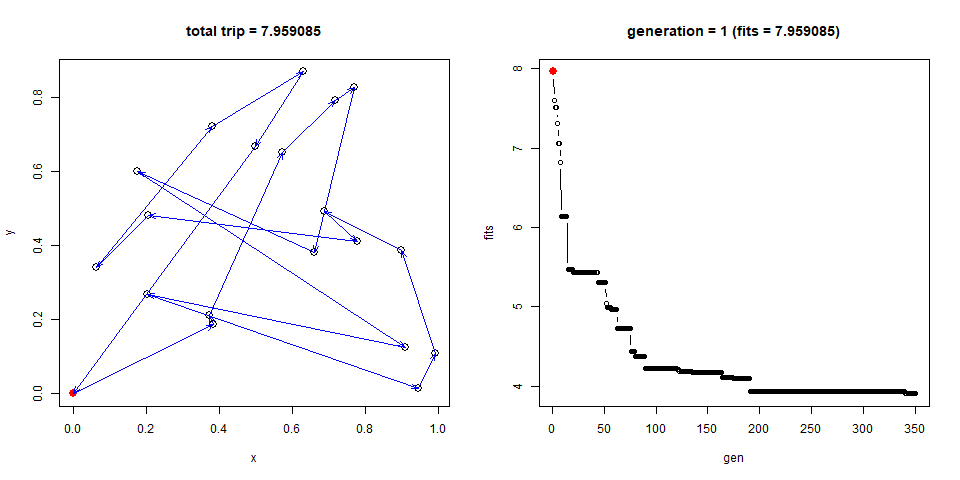 total trip = 7.959085
0.8
0.6
0.4
0.2
0.0
y
0.0 0.2 0.4 0.6 0.8 1.0
x
generation = 1 (fits = 7.959085)
8
7
6
5
4
fits
0 50 100 150 200 250 300 350
gen